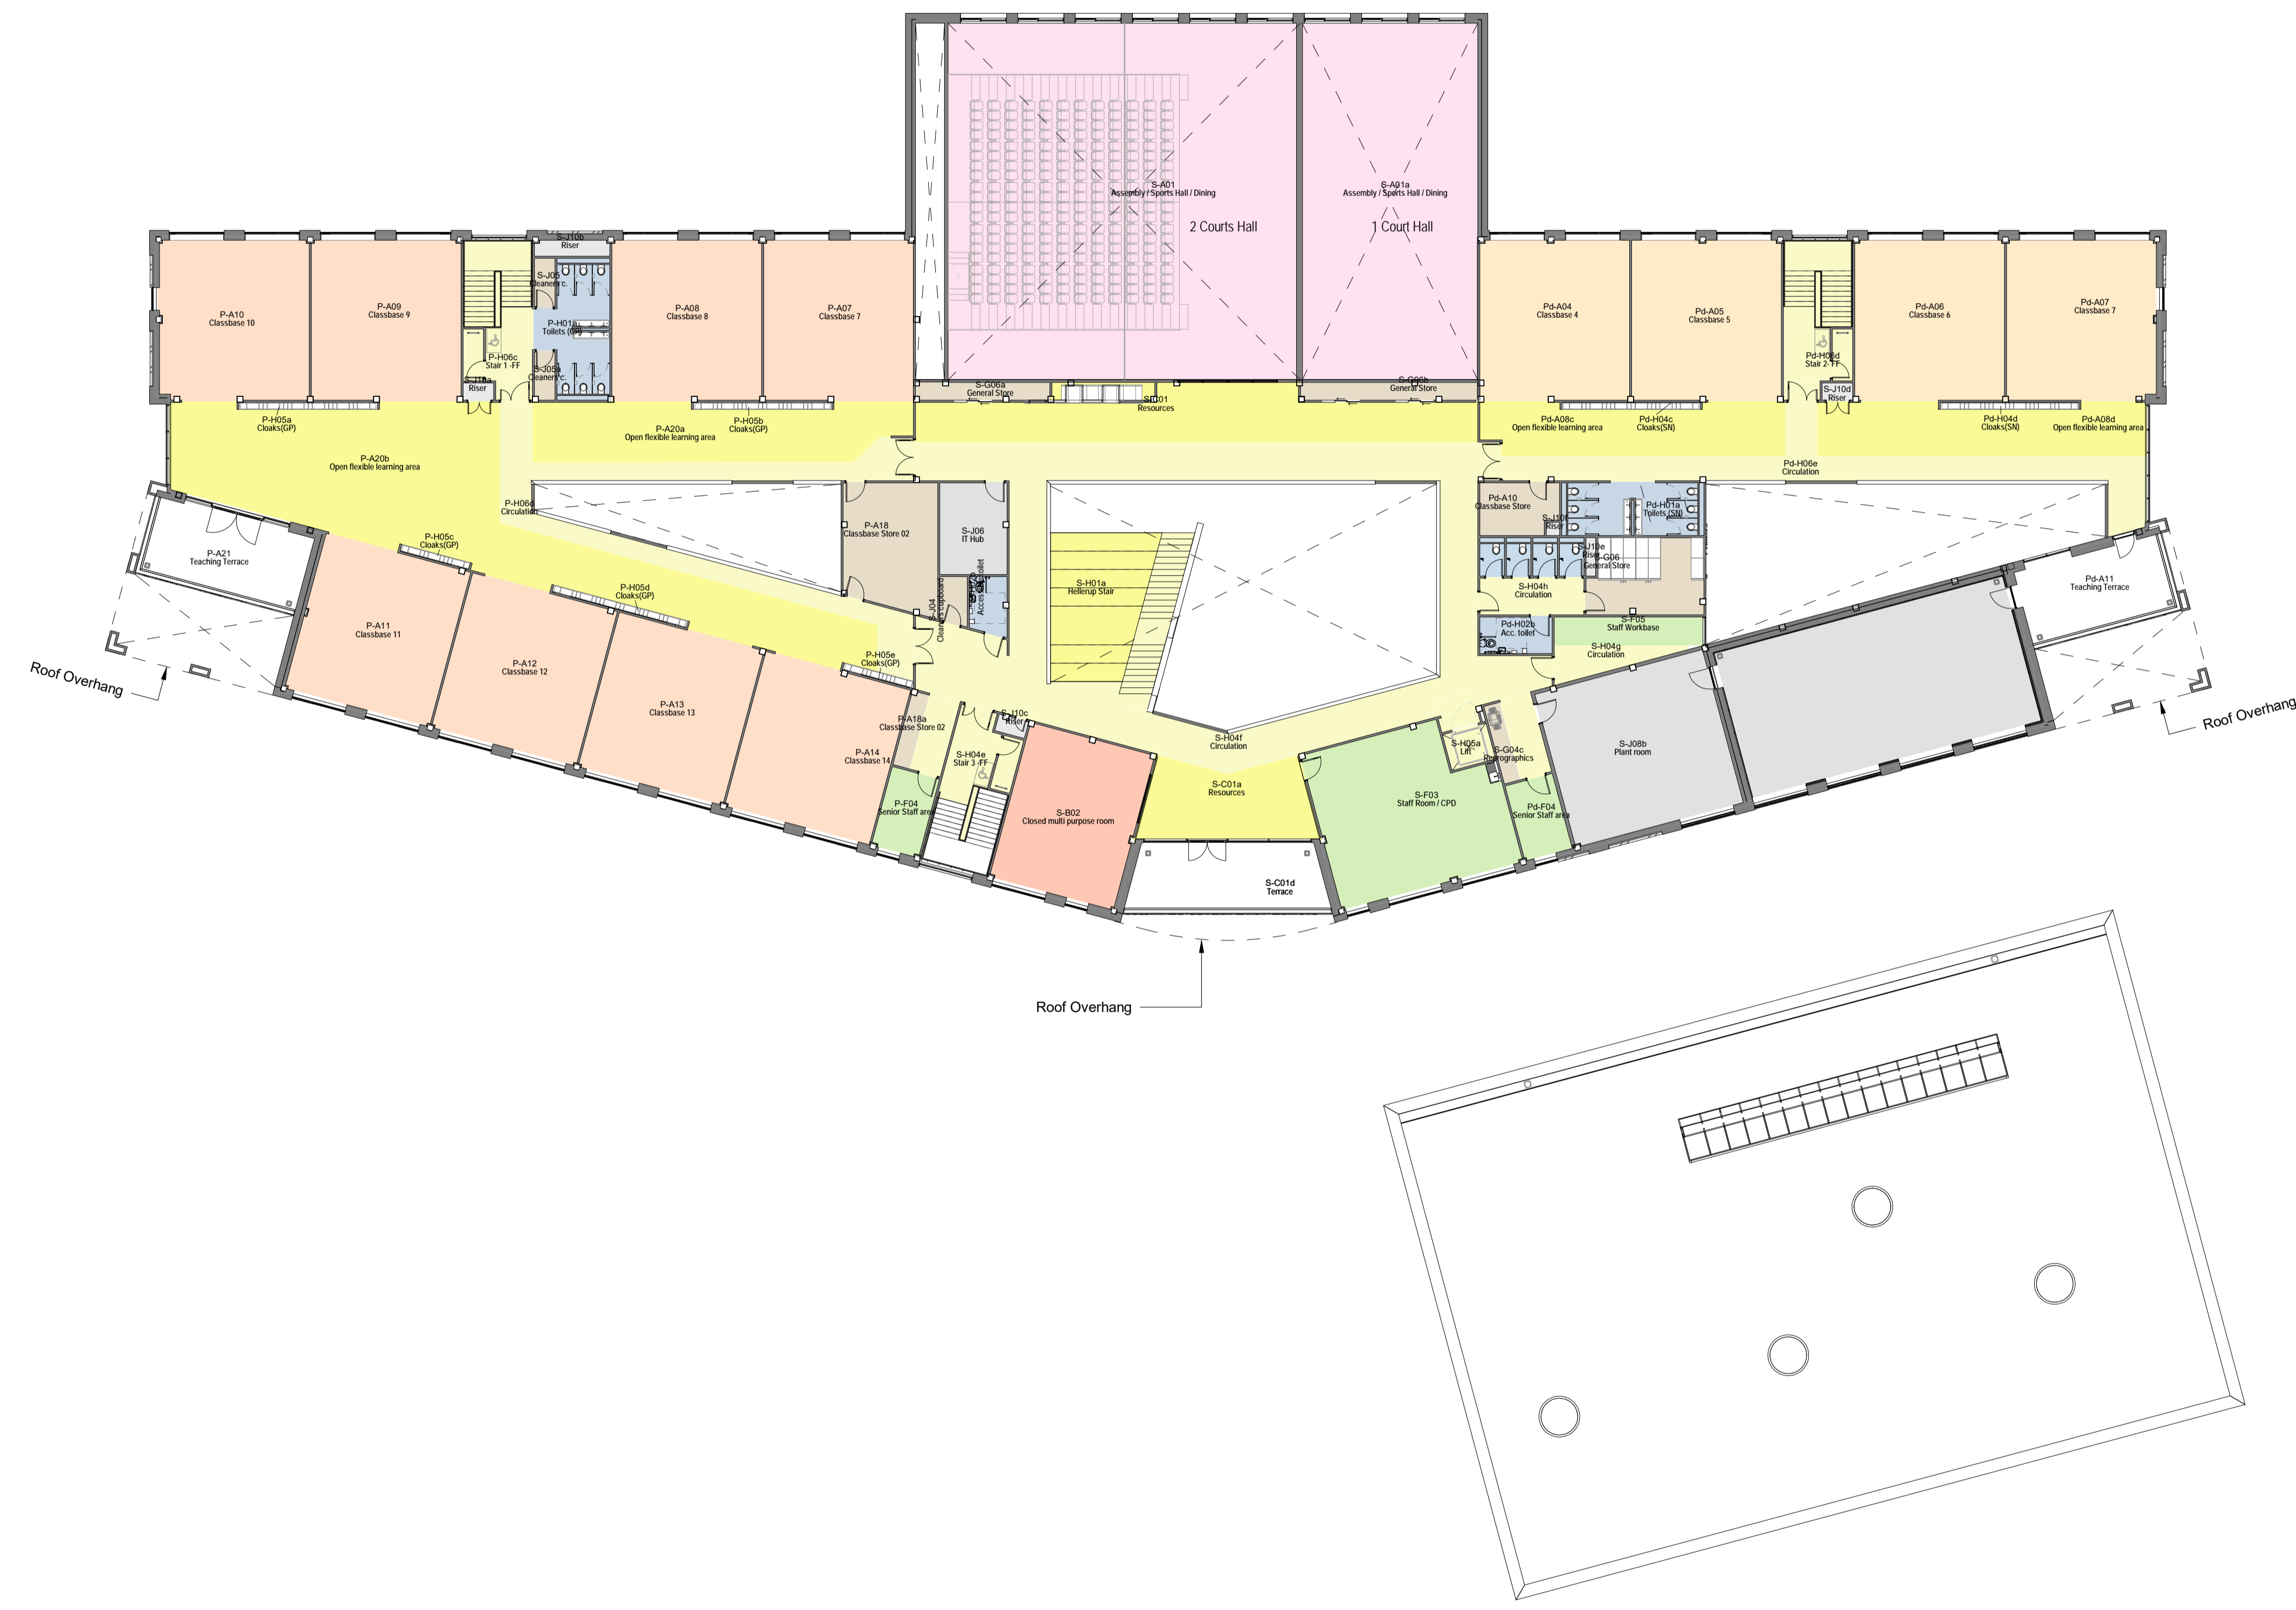 S-A01
Assembly / Sports Hall / Dining
2 Courts Hall
S-A01a
Assembly / Sports Hall / Dining
1 Court Hall
P-A10
Classbase 10
P-A09
Classbase 9
P-H06c
Stair 1 -FF
S-J10a
Riser
S-J10b
Riser
S-J05
Cleaners c.
P-H01a
Toilets (GP)
S-J05a
Cleaners c.
P-A08
Classbase 8
P-A07
Classbase 7
S-G06a
General Store
S-C01
Resources
S-G06b
General Store
Pd-A04
Classbase 4
Pd-A05
Classbase 5
Pd-H06d
Stair 2- FF
S-J10d
Riser
Pd-A06
Classbase 6
Pd-A07
Classbase 7
P-H05a
Cloaks(GP)
P-A20a
Open flexible learning area
P-H05b
Cloaks(GP)
Pd-A08c
Open flexible learning area
Pd-H04c
Cloaks(SN)
Pd-H04d
Cloaks(SN)
Pd-A08d
Open flexible learning area
P-A20b
Open flexible learning area
Pd-H06e
Circulation
P-H06d
Circulation
P-A18
Classbase Store 02
S-J06
IT Hub
Pd-A10
Classbase Store
Riser
Pd-H01a
Toilets (SN)
P-A21
Teaching Terrace
P-H05c
Cloaks(GP)
P-H05d
Cloaks(GP)
S-J04
Cleaners cupboard
S-H01a
Hellerup Stair
S-J10e
Riser
S-G06
General Store
S-H04h
Circulation
Pd-A11
Teaching Terrace
Pd-H02b
Acc. toilet
S-F05
Staff Workbase
S-H04g
Circulation
P-A11
Classbase 11
P-A12
Classbase 12
P-A13
Classbase 13
P-H05e
Cloaks(GP)
P-A14
Classbase 14
P-A18a
Classbase Store 02
Roof Overhang
Roof Overhang
S-J10c
Riser
S-H04e
Stair 3 -FF
S-H04f
Circulation
S-H05a
Lift
S-G04c
Reprographics
S-J08b
Plant room
P-F04
Senior Staff area
S-B02
Closed multi purpose room
S-C01a
Resources
S-F03
Staff Room / CPD
Pd-F04
Senior Staff area
S-C01d
Terrace
Roof Overhang